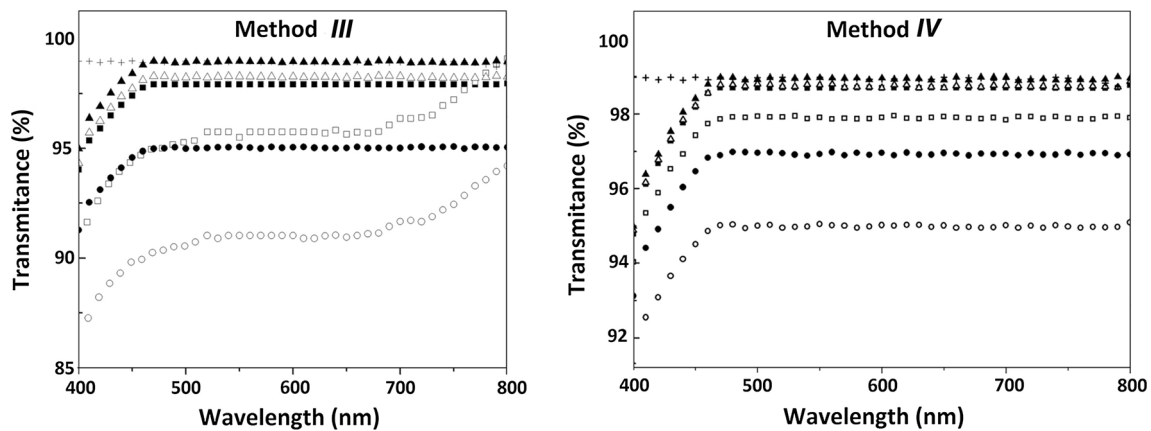 Method III
100
95
90
85
Transmitance (%)
400 500 600 700 800
Wavelength (nm)
Method IV
100
98
96
94
92
Transmitance (%)
400 500 600 700 800
Wavelength (nm)